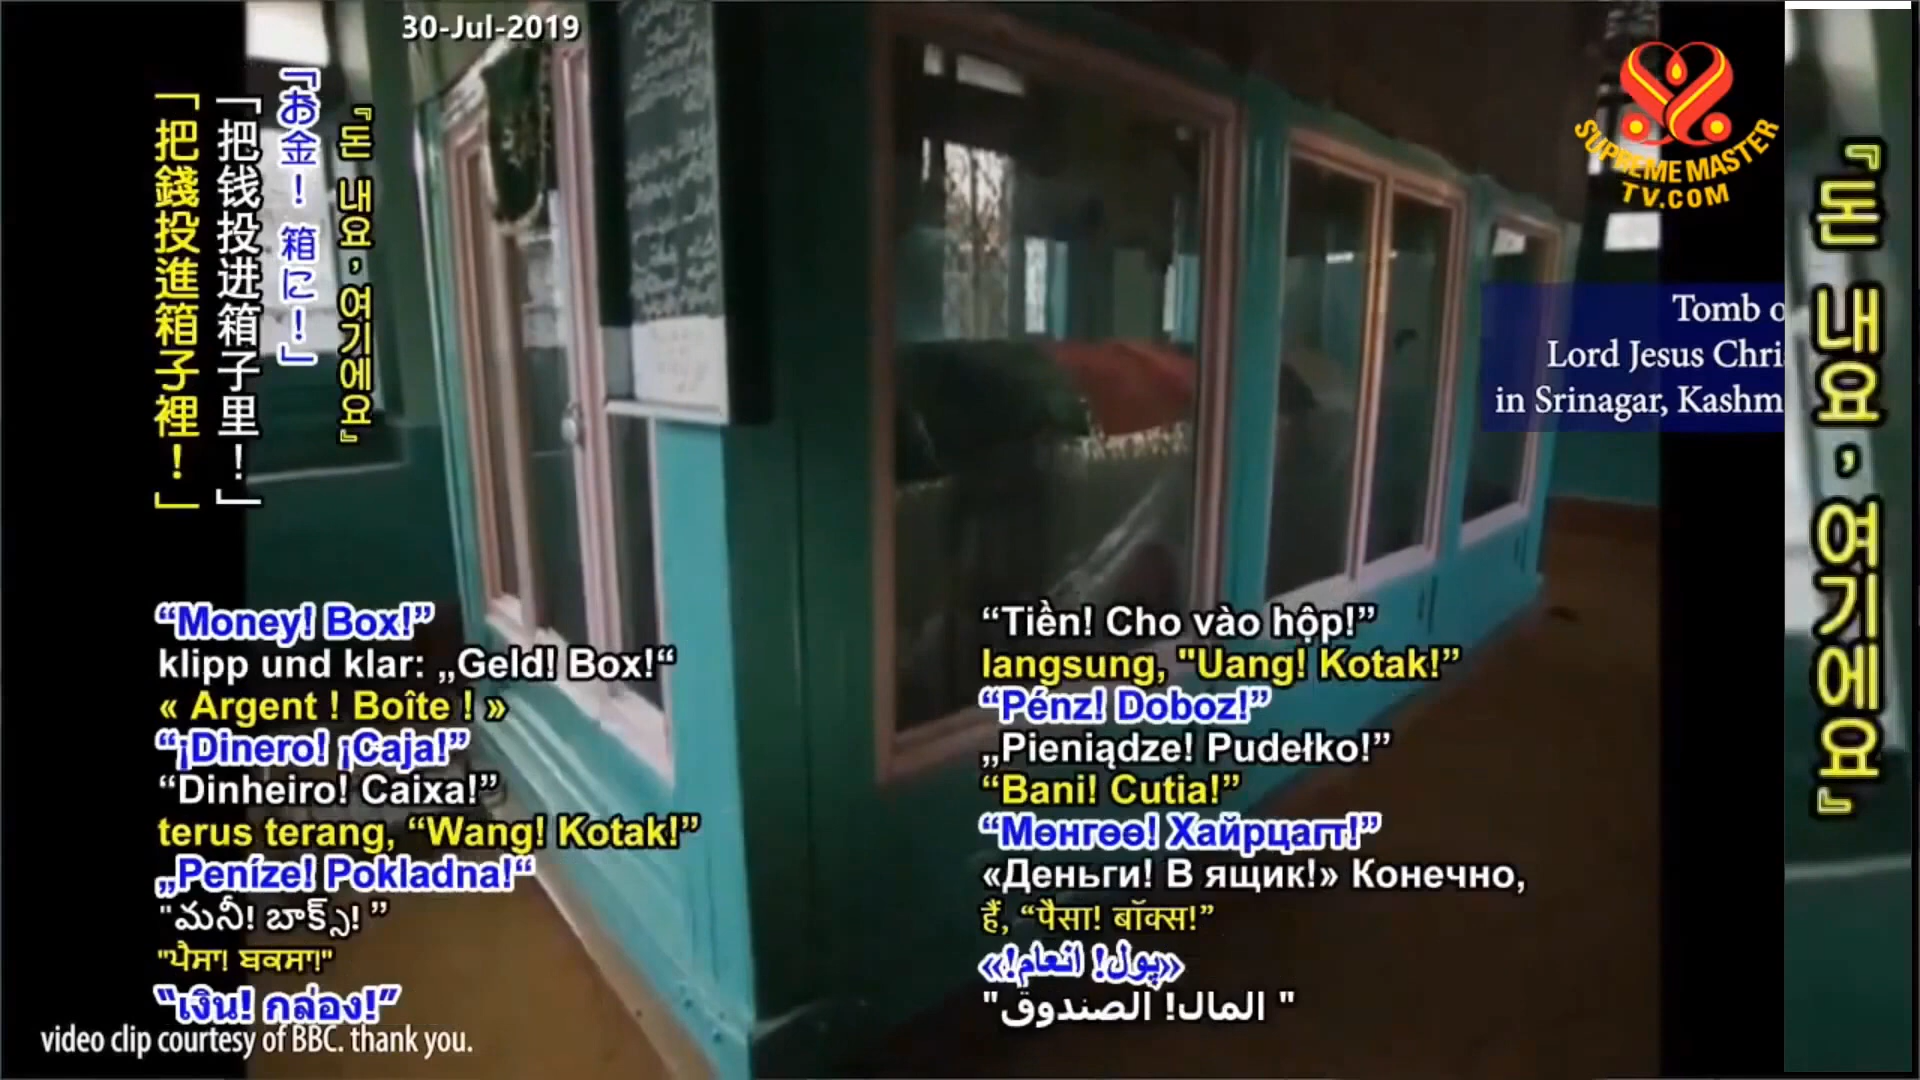 30-Jul-2019
『돈 내요, 여기에요』
「お金！ 箱に！」
「把钱投进箱子里！」
「把錢投進箱子裡！」
SUPREME MASTER
TV.COM
Tomb o
Lord Jesus Chri
in Srinagar, Kashm
『돈 내요, 여기에요』
“Money! Box!”
klipp und klar: „Geld! Box!“
« Argent ! Boîte ! »
“¡Dinero! ¡Caja!”
“Dinheiro! Caixa!”
terus terang, “Wang! Kotak!”
„Peníze! Pokladna!“
"మనీ! బాక్స్! ”
"ਪੈਸਾ! ਬਕਸਾ!"
“เงิน! กล่อง!”
“Tiền! Cho vào hộp!”
langsung, "Uang! Kotak!”
“Pénz! Doboz!”
„Pieniądze! Pudełko!”
“Bani! Cutia!”
“Мөнгөө! Хайрцагт!”
«Деньги! В ящик!» Конечно,
हैं, “पैसा! बॉक्स!”
«پول! انعام!»
"المال! الصندوق "
video clip courtesy of BBC. thank you.